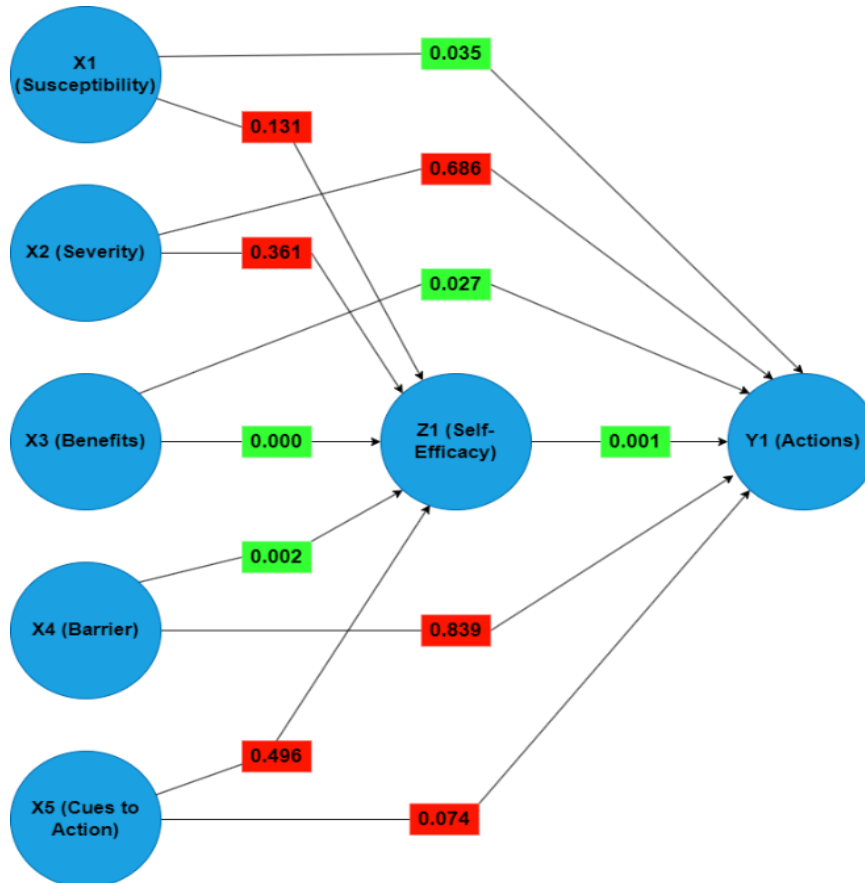 X1
(Susceptibility)
0.035
0.131
0.686
X2 (Severity)
0.361
0.027
X3 (Benefits)
0.000
Z1 (Self-
Efficacy)
0.001
Y1 (Actions)
0.002
X4 (Barrier)
0.839
0.496
X5 (Cues to
Action)
0.074